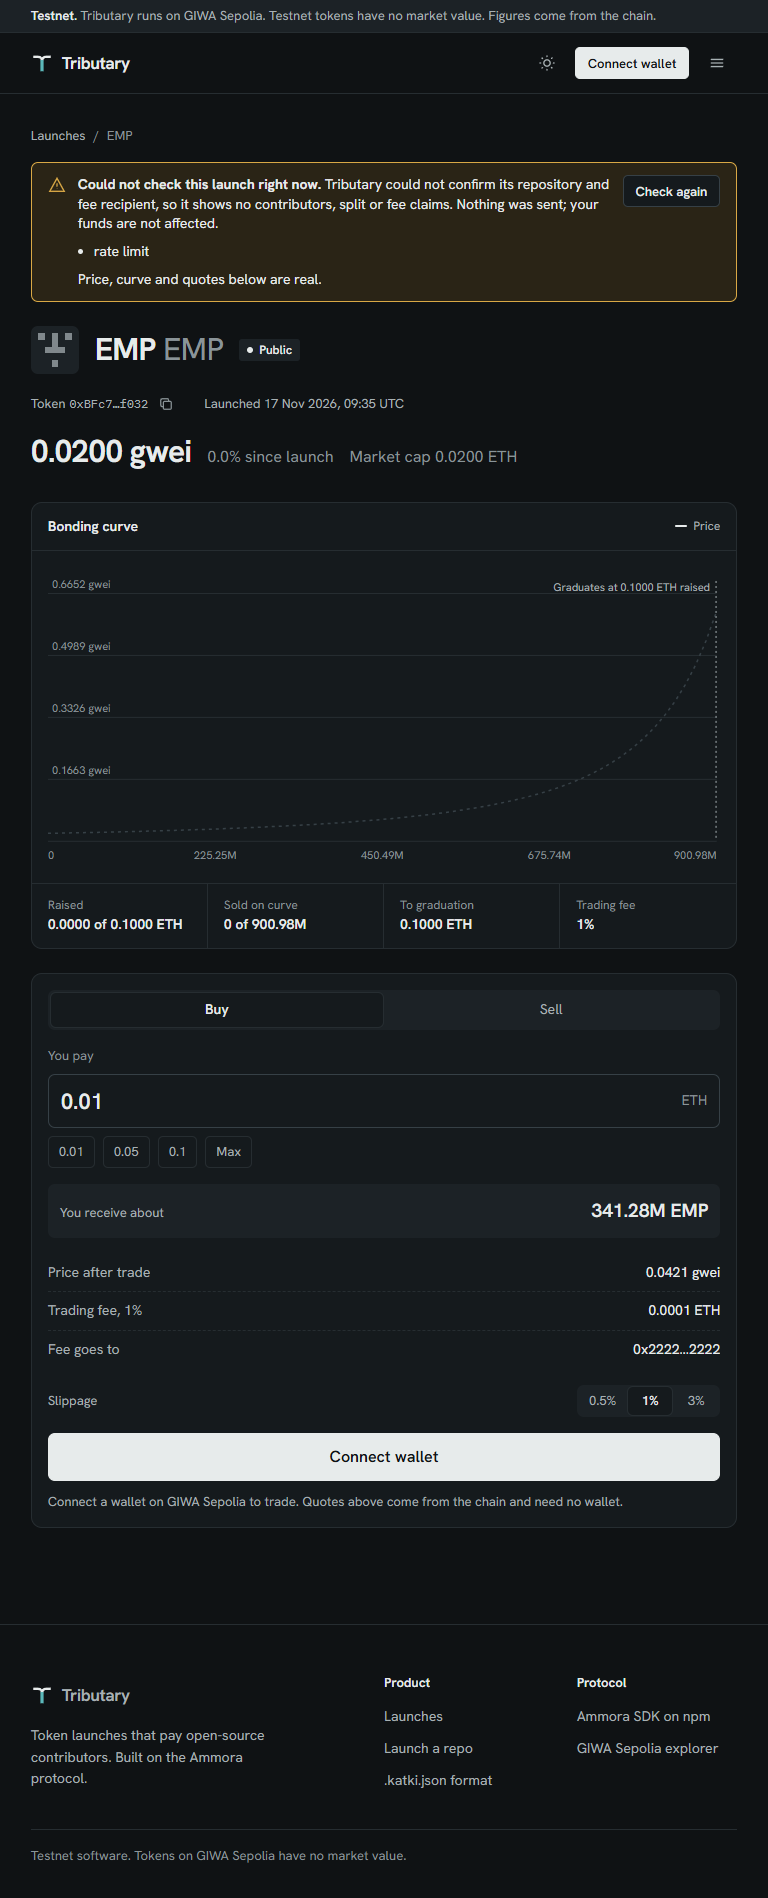 Testnet. Tributary runs on GIWA Sepolia. Testnet tokens have no market value. Figures come from the chain.
Tributary
Connect wallet
Launches / EMP
Could not check this launch right now. Tributary could not confirm its repository and
fee recipient, so it shows no contributors, split or fee claims. Nothing was sent; your
funds are not affected.
Check again
• rate limit
Price, curve and quotes below are real.
EMP EMP
Public
Token 0xBFc7…f032
Launched 17 Nov 2026, 09:35 UTC
0.0200 gwei 0.0% since launch Market cap 0.0200 ETH
Bonding curve
Price
0.6652 gwei
Graduates at 0.1000 ETH raised
0.4989 gwei
0.3326 gwei
0.1663 gwei
0 225.25M 450.49M 675.74M 900.98M
Raised
0.0000 of 0.1000 ETH
Sold on curve
0 of 900.98M
To graduation
0.1000 ETH
Trading fee
1%
Buy
Sell
You pay
0.01
ETH
0.01 0.05 0.1 Max
You receive about
341.28M EMP
Price after trade
0.0421 gwei
Trading fee, 1%
0.0001 ETH
Fee goes to
0x2222…2222
Slippage
0.5% 1% 3%
Connect wallet
Connect a wallet on GIWA Sepolia to trade. Quotes above come from the chain and need no wallet.
Tributary
Token launches that pay open-source
contributors. Built on the Ammora
protocol.
Product
Launches
Launch a repo
.katki.json format
Protocol
Ammora SDK on npm
GIWA Sepolia explorer
Testnet software. Tokens on GIWA Sepolia have no market value.